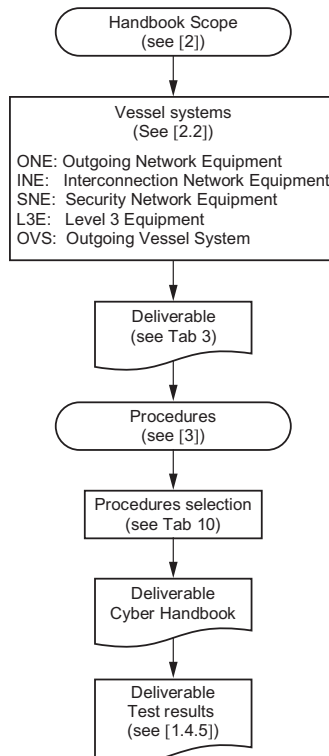 Handbook Scope
(see [2])
Vessel systems
(See [2.2])
ONE: Outgoing Network Equipment
INE: Interconnection Network Equipment
SNE: Security Network Equipment
L3E: Level 3 Equipment
OVS: Outgoing Vessel System
Deliverable
(see Tab 3)
Procedures
(see [3])
Procedures selection
(see Tab 10)
Deliverable
Cyber Handbook
Deliverable
Test results
(see [1.4.5])